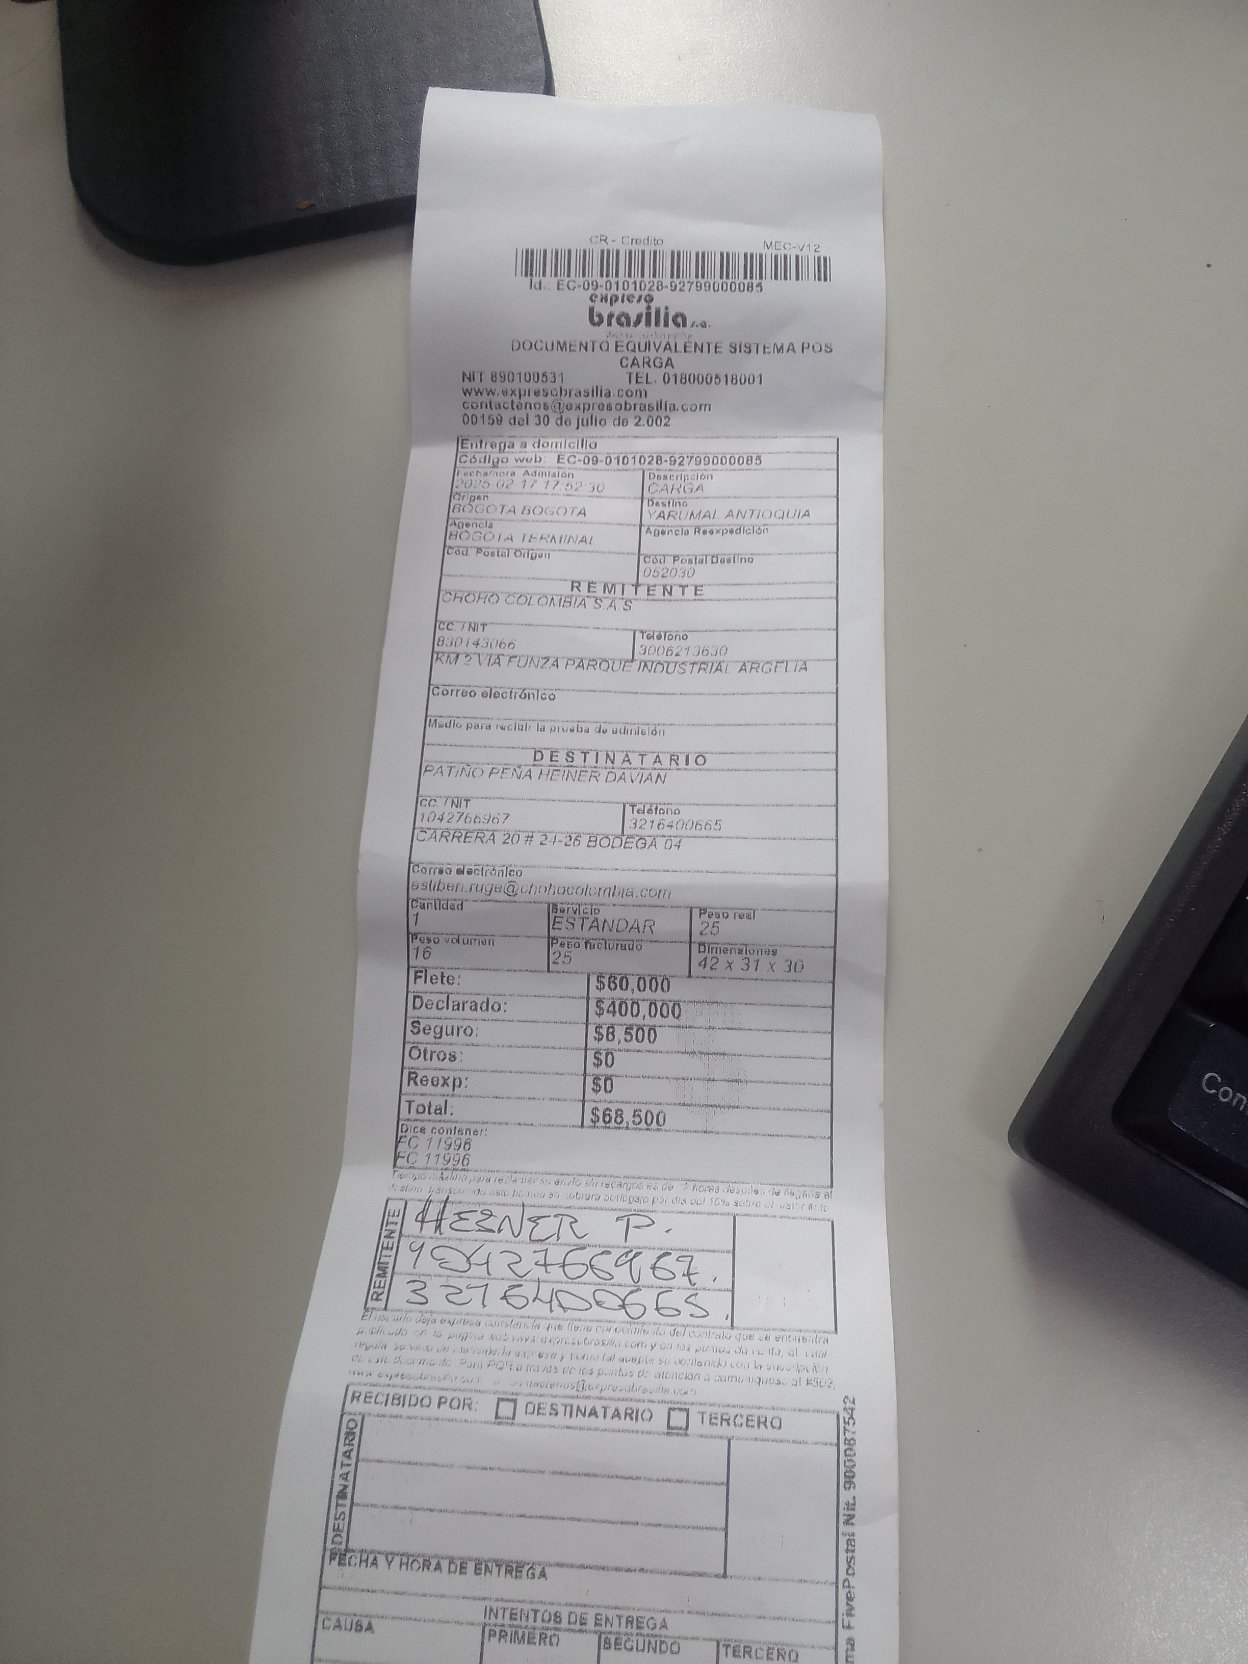 CR - Credito MEC-V12
Id.: EC-09-0101028-92799000085
expreso
brasilia s.a.
DOCUMENTO EQUIVALENTE SISTEMA POS
CARGA
NIT 890100531 TEL. 018000518001
www.expresobrasilia.com
contactenos@expresobrasilia.com
00159 del 30 de julio de 2.002
Entrega a domicilio
Código web: EC-09-0101028-92799000085
Fecha/hora Admisión Descripción
2025-02-17 17:52:30 CARGA
Origen Destino
BOGOTA BOGOTA YARUMAL ANTIOQUIA
Agencia Agencia Reexpedición
BOGOTA TERMINAL
Cód. Postal Origen Cód. Postal Destino
052030
REMITENTE
CHOHO COLOMBIA S.A.S
CC. / NIT Teléfono
830143066 3006213630
KM 2 VIA FUNZA PARQUE INDUSTRIAL ARGELIA
Correo electrónico
Medio para recibir la prueba de admisión
DESTINATARIO
PATIÑO PEÑA HEINER DAVIAN
CC. / NIT Teléfono
1042766967 3216400665
CARRERA 20 # 24-26 BODEGA 04
Correo electrónico
estiben.ruge@chohocolombia.com
Cantidad Servicio Peso real
1 ESTANDAR 25
Peso volumen Peso facturado Dimensiones
16 25 42 x 31 x 30
Flete: $60,000
Declarado: $400,000
Seguro: $8,500
Otros: $0
Reexp: $0
Total: $68,500
Dice contener:
FC 11996
FC 11996
REMITENTE
HEINER P.
1042766967.
3216400665.
RECIBIDO POR: DESTINATARIO TERCERO
DESTINATARIO
FECHA Y HORA DE ENTREGA
INTENTOS DE ENTREGA
CAUSA PRIMERO SEGUNDO TERCERO
ma FivePostal Nit. 900087542
Con